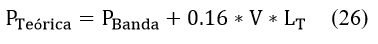 P_Teórica = P_Banda + 0.16 * V * L_T (26)